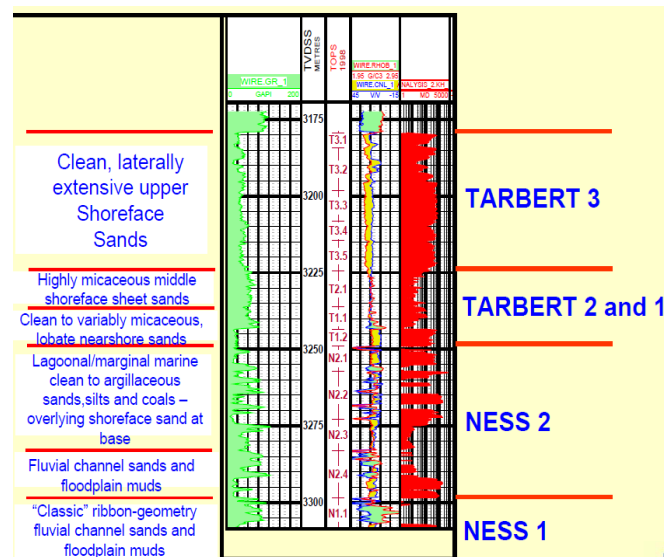 WIRE.GR_1
0 GAPI 200
TVDSS
METRES
TOPS
1998
WIRE.RHOB_1
1.95 G/C3 2.95
WIRE.CNL_1
45 V/V -15
NALYSIS_2.KH
1 MD 5000
3175
3200
3225
3250
3275
3300
T3.1
T3.2
T3.3
T3.4
T3.5
T2.1
T1.1
T1.2
N2.1
N2.2
N2.3
N2.4
N1.1
Clean, laterally
extensive upper
Shoreface
Sands
Highly micaceous middle
shoreface sheet sands
Clean to variably micaceous,
lobate nearshore sands
Lagoonal/marginal marine
clean to argillaceous
sands,silts and coals –
overlying shoreface sand at
base
Fluvial channel sands and
floodplain muds
“Classic” ribbon-geometry
fluvial channel sands and
floodplain muds
TARBERT 3
TARBERT 2 and 1
NESS 2
NESS 1